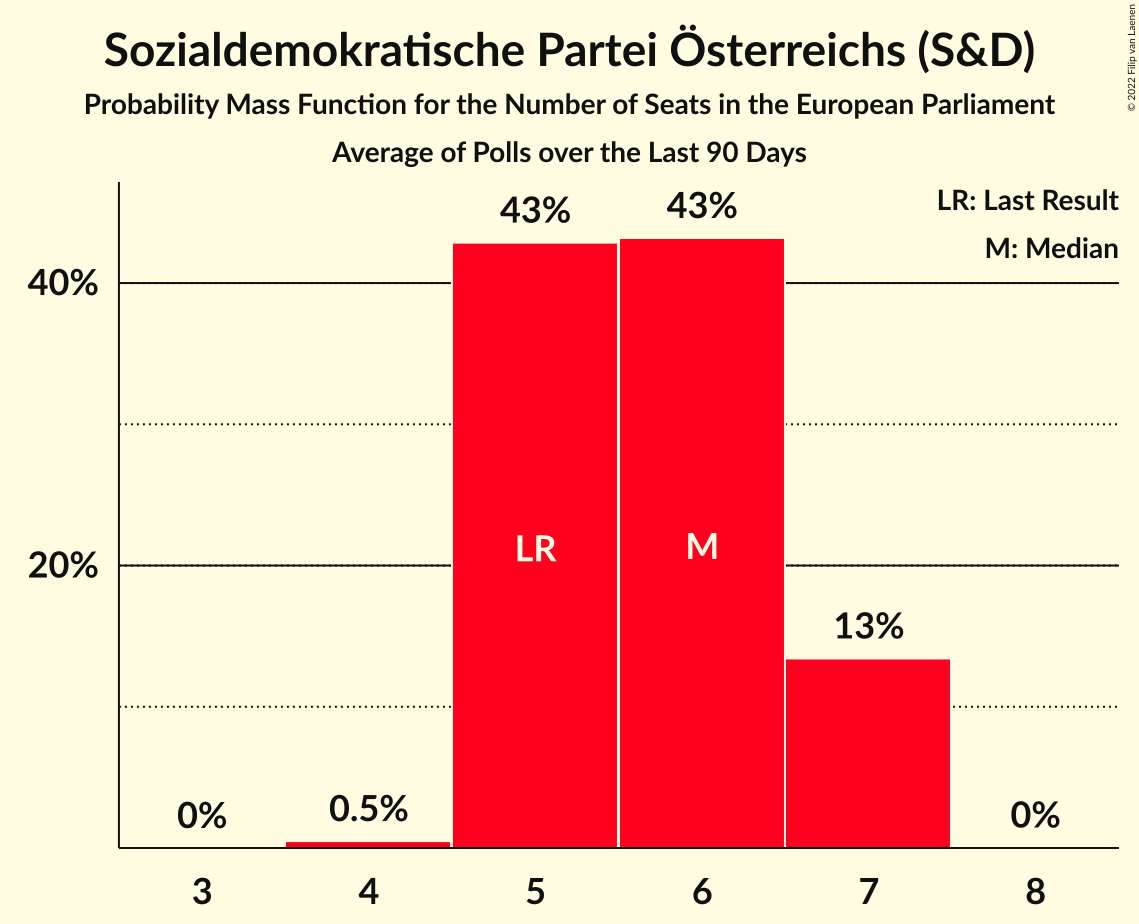 Sozialdemokratische Partei Österreichs (S&D)
Probability Mass Function for the Number of Seats in the European Parliament
Average of Polls over the Last 90 Days
© 2022 Filip van Laenen
LR: Last Result
M: Median
43%
43%
40%
LR
M
20%
13%
0%
0.5%
0%
3
4
5
6
7
8